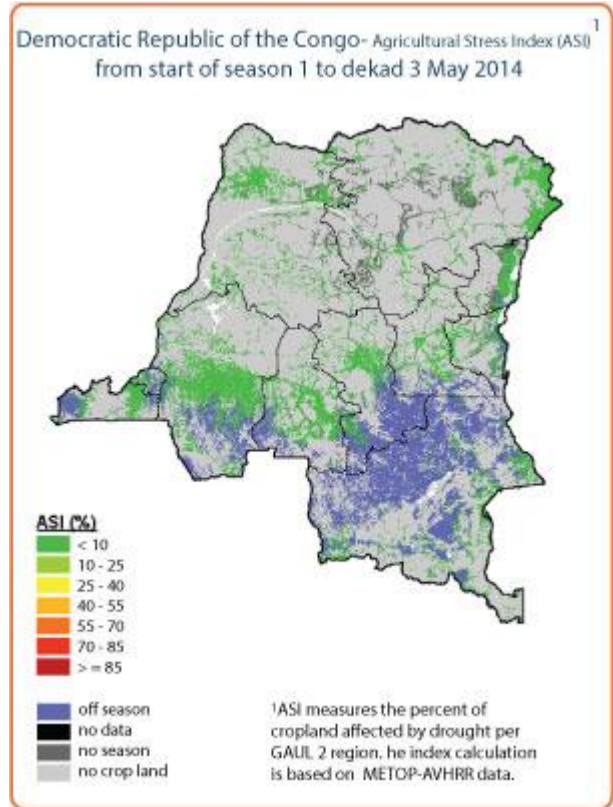 Democratic Republic of the Congo- Agricultural Stress Index (ASI) 1
from start of season 1 to dekad 3 May 2014
ASI (%)
< 10
10 - 25
25 - 40
40 - 55
55 - 70
70 - 85
> = 85
off season
no data
no season
no crop land
1ASI measures the percent of
cropland affected by drought per
GAUL 2 region, he index calculation
is based on METOP-AVHRR data.